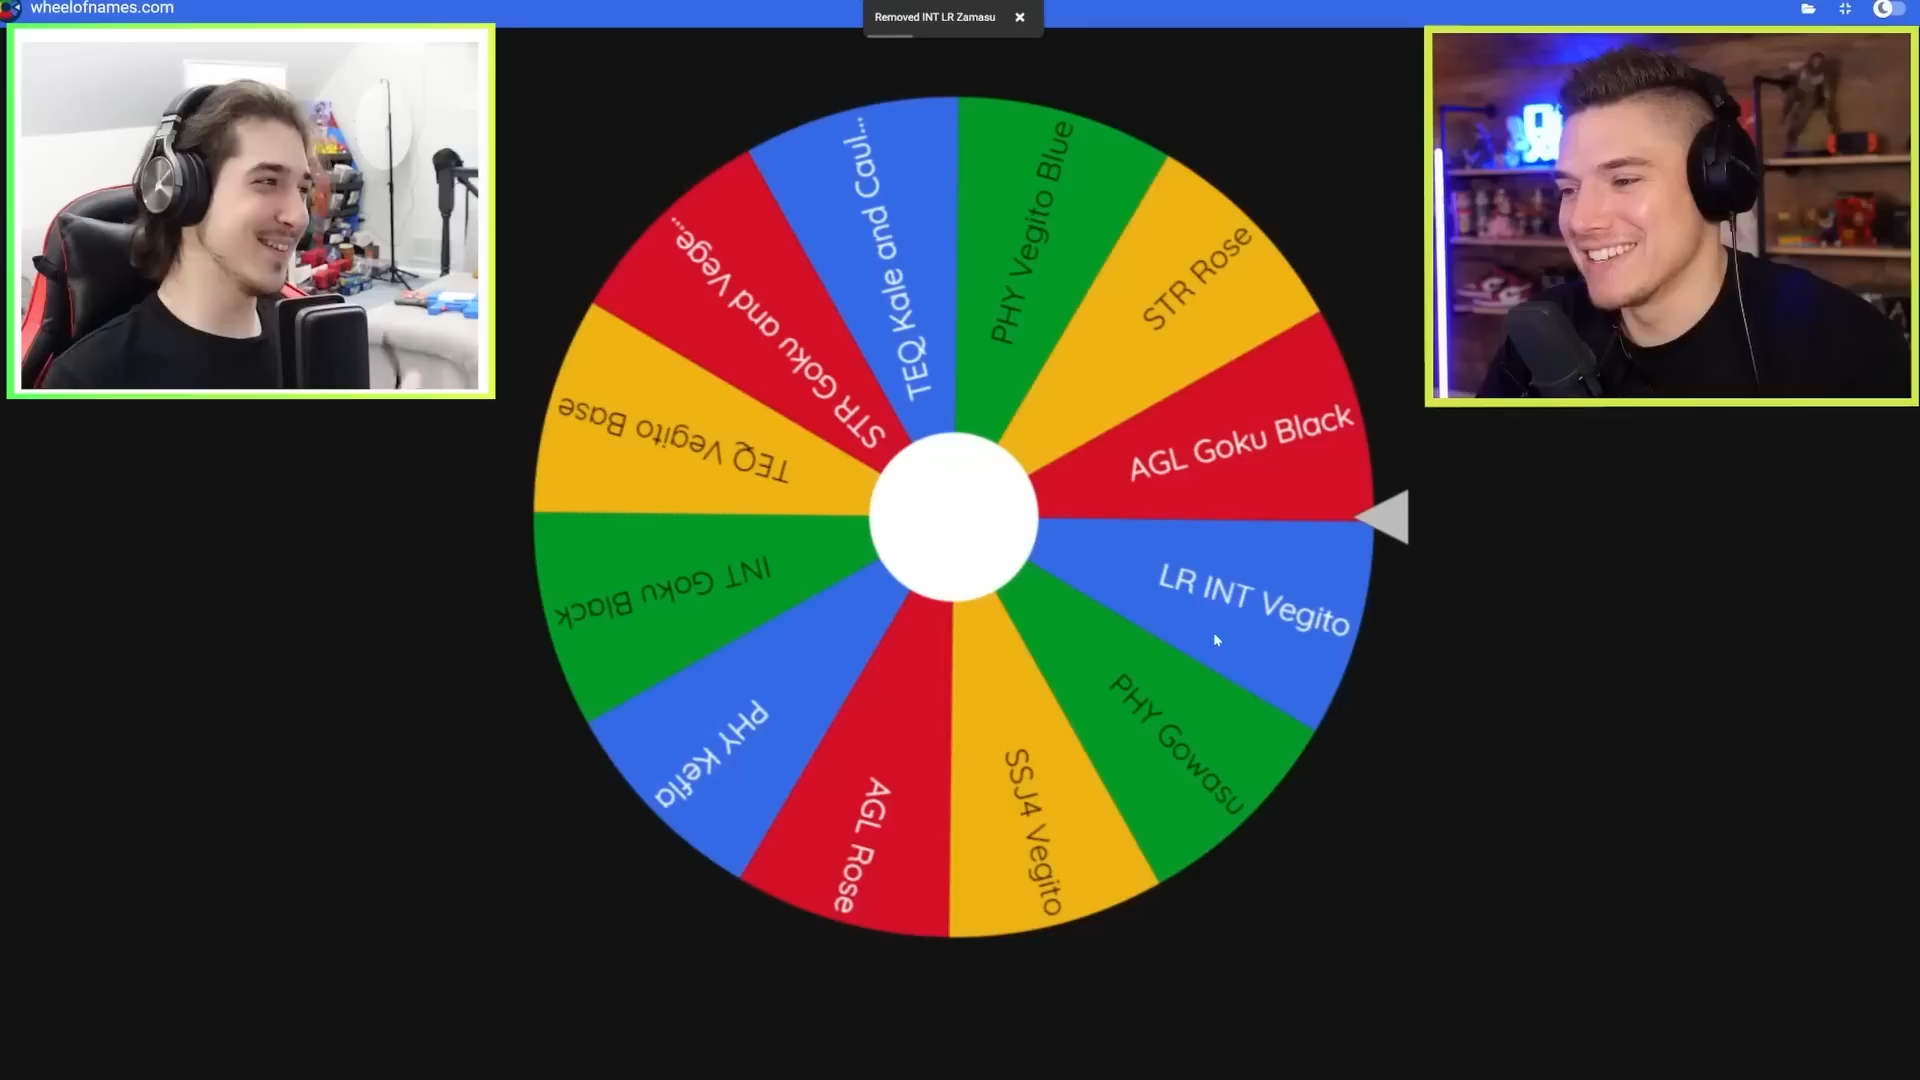 wheelofnames.com
Removed INT LR Zamasu
PHY Vegito Blue
STR Rose
AGL Goku Black
LR INT Vegito
PHY Gowasu
SSJ4 Vegito
AGL Rose
PHY Kefla
INT Goku Black
TEQ Vegito Base
STR Goku and Vege...
TEQ Kale and Caul...